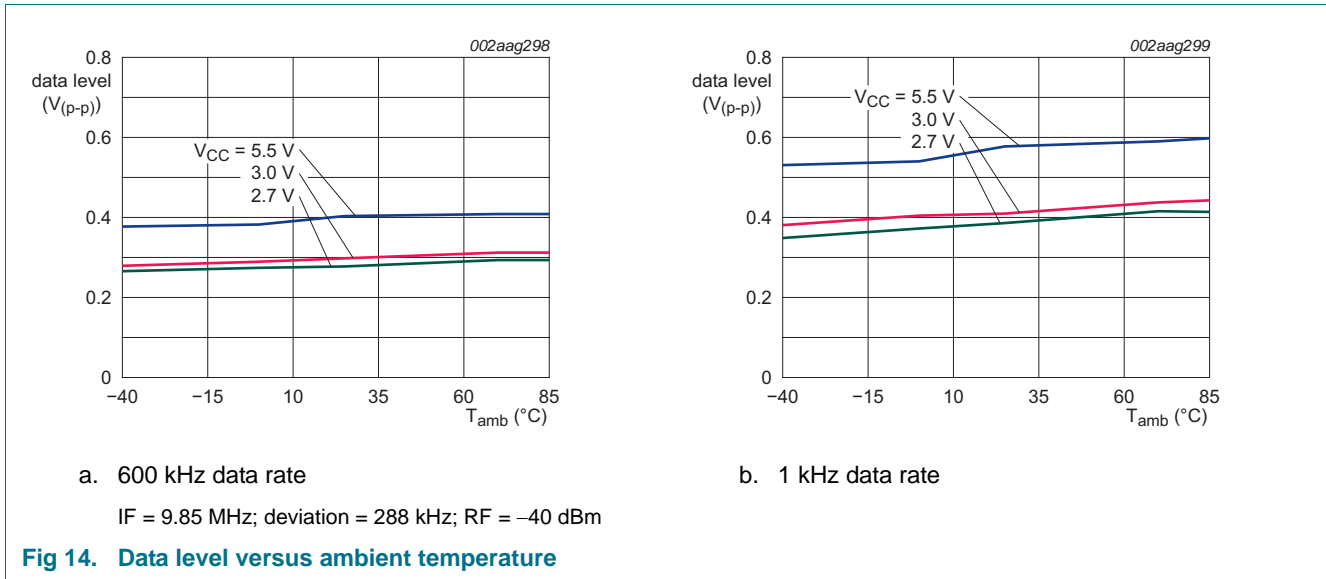 002aag298
0.8
data level
(V(p-p))
0.6
VCC = 5.5 V
3.0 V
2.7 V
0.4
0.2
0
−40 −15 10 35 60 85
Tamb (°C)
a. 600 kHz data rate
002aag299
0.8
data level
(V(p-p))
VCC = 5.5 V
3.0 V
0.6
2.7 V
0.4
0.2
0
−40 −15 10 35 60 85
Tamb (°C)
b. 1 kHz data rate
IF = 9.85 MHz; deviation = 288 kHz; RF = −40 dBm
Fig 14. Data level versus ambient temperature